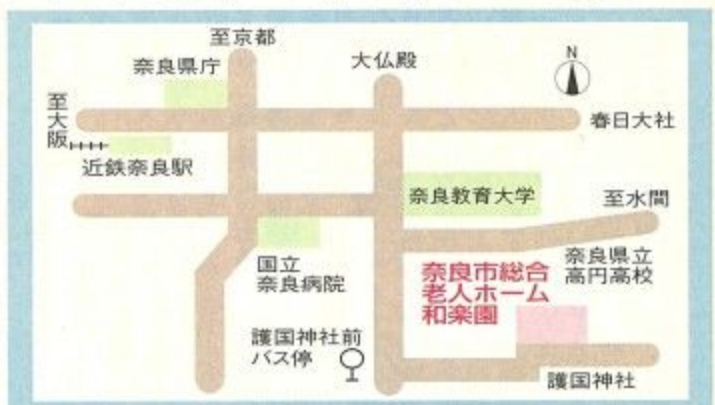 至京都
奈良県庁
大仏殿
N
至大阪
春日大社
近鉄奈良駅
奈良教育大学
至水間
国立
奈良病院
奈良市総合
老人ホーム
和楽園
奈良県立
高円高校
護国神社前
バス停
護国神社